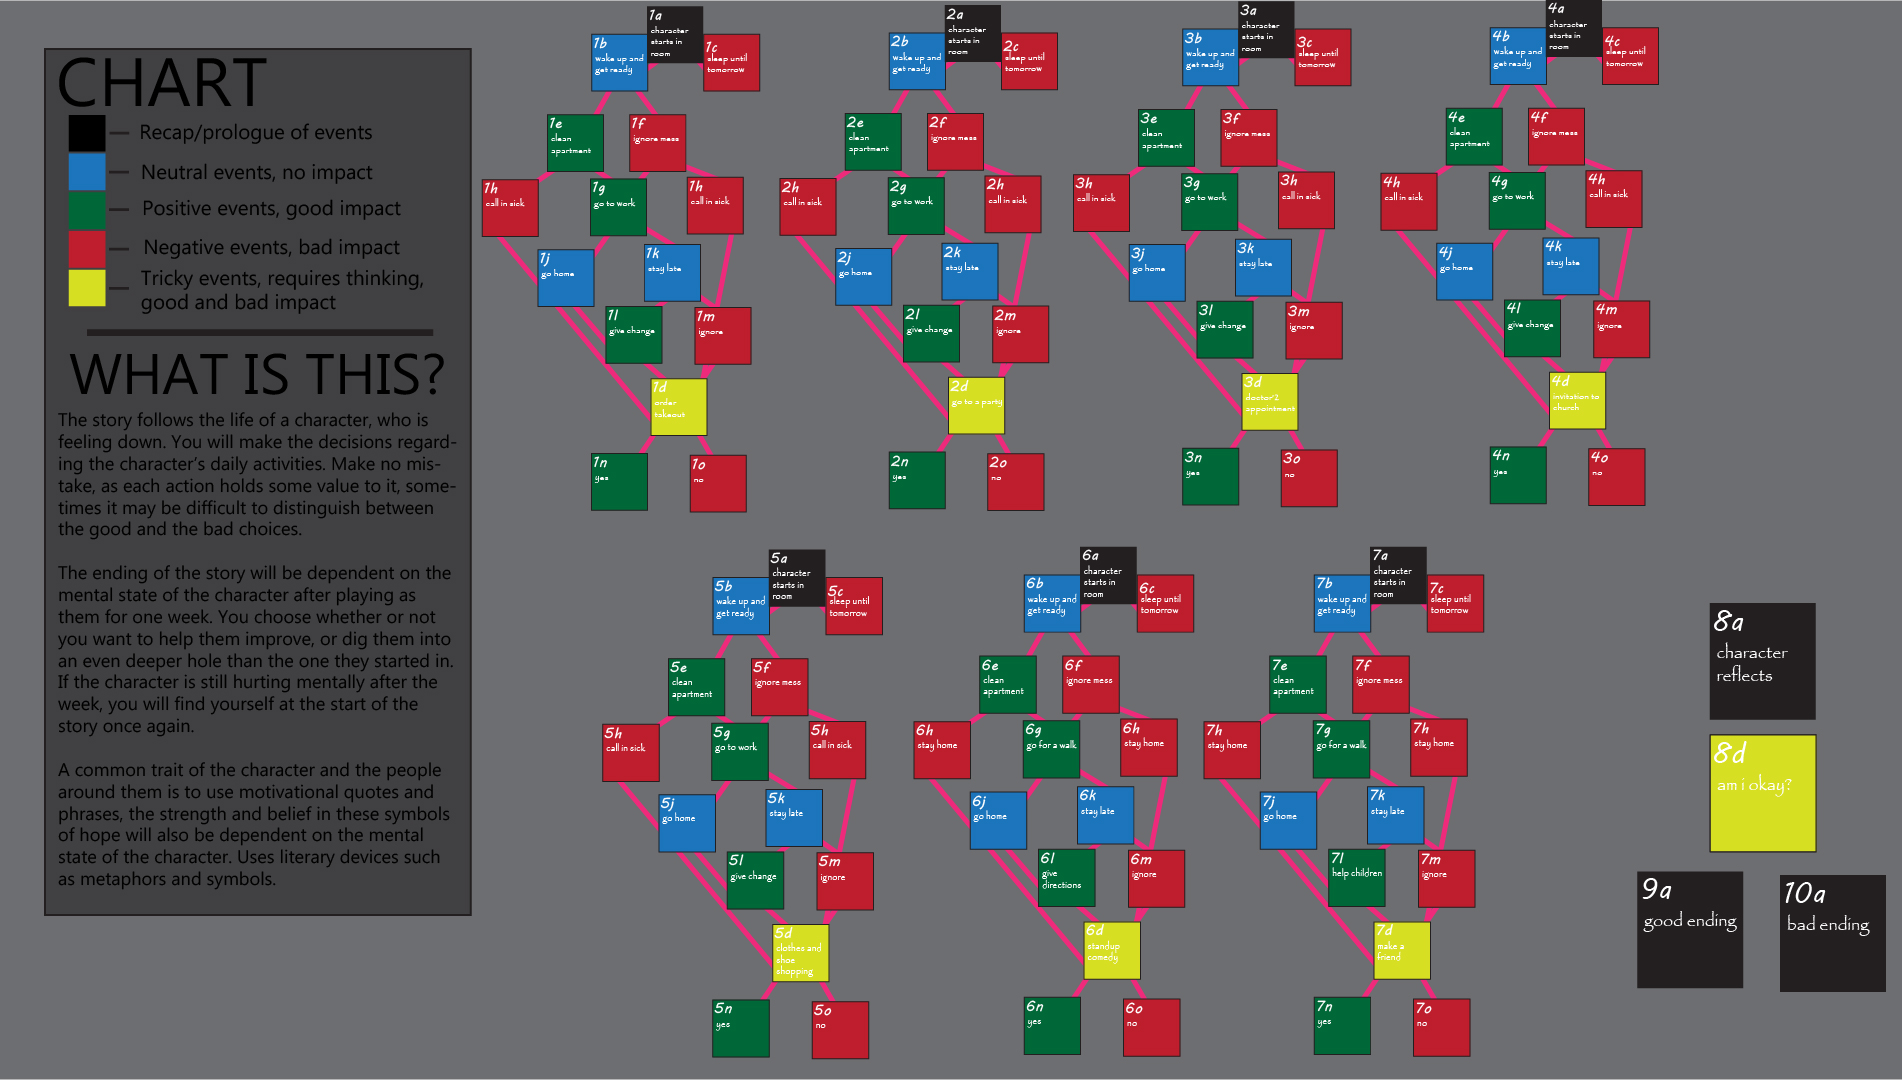 CHART
Recap/prologue of events
Neutral events, no impact
Positive events, good impact
Negative events, bad impact
Tricky events, requires thinking,
good and bad impact
WHAT IS THIS?
The story follows the life of a character, who is
feeling down. You will make the decisions regard-
ing the character's daily activities. Make no mis-
take, as each action holds some value to it, some-
times it may be difficult to distinguish between
the good and the bad choices.
The ending of the story will be dependent on the
mental state of the character after playing as
them for one week. You choose whether or not
you want to help them improve, or dig them into
an even deeper hole than the one they started in.
If the character is still hurting mentally after the
week, you will find yourself at the start of the
story once again.
A common trait of the character and the people
around them is to use motivational quotes and
phrases, the strength and belief in these symbols
of hope will also be dependent on the mental
state of the character. Uses literary devices such
as metaphors and symbols.
1a
character
starts in
room
1b
wake up and
get ready
1c
sleep until
tomorrow
1e
clean
apartment
1f
ignore mess
1h
call in sick
1g
go to work
1h
call in sick
1j
go home
1k
stay late
1l
give change
1m
ignore
1d
order
takeout
1n
yes
1o
no
2a
character
starts in
room
2b
wake up and
get ready
2c
sleep until
tomorrow
2e
clean
apartment
2f
ignore mess
2h
call in sick
2g
go to work
2h
call in sick
2j
go home
2k
stay late
2l
give change
2m
ignore
2d
go to a party
2n
yes
2o
no
3a
character
starts in
room
3b
wake up and
get ready
3c
sleep until
tomorrow
3e
clean
apartment
3f
ignore mess
3h
call in sick
3g
go to work
3h
call in sick
3j
go home
3k
stay late
3l
give change
3m
ignore
3d
doctor'2
appointment
3n
yes
3o
no
4a
character
starts in
room
4b
wake up and
get ready
4c
sleep until
tomorrow
4e
clean
apartment
4f
ignore mess
4h
call in sick
4g
go to work
4h
call in sick
4j
go home
4k
stay late
4l
give change
4m
ignore
4d
invitation to
church
4n
yes
4o
no
5a
character
starts in
room
5b
wake up and
get ready
5c
sleep until
tomorrow
5e
clean
apartment
5f
ignore mess
5h
call in sick
5g
go to work
5h
call in sick
5j
go home
5k
stay late
5l
give change
5m
ignore
5d
clothes and
shoe
shopping
5n
yes
5o
no
6a
character
starts in
room
6b
wake up and
get ready
6c
sleep until
tomorrow
6e
clean
apartment
6f
ignore mess
6h
stay home
6g
go for a walk
6h
stay home
6j
go home
6k
stay late
6l
give
directions
6m
ignore
6d
standup
comedy
6n
yes
6o
no
7a
character
starts in
room
7b
wake up and
get ready
7c
sleep until
tomorrow
7e
clean
apartment
7f
ignore mess
7h
stay home
7g
go for a walk
7h
stay home
7j
go home
7k
stay late
7l
help children
7m
ignore
7d
make a
friend
7n
yes
7o
no
8a
character
reflects
8d
am i okay?
9a
good ending
10a
bad ending